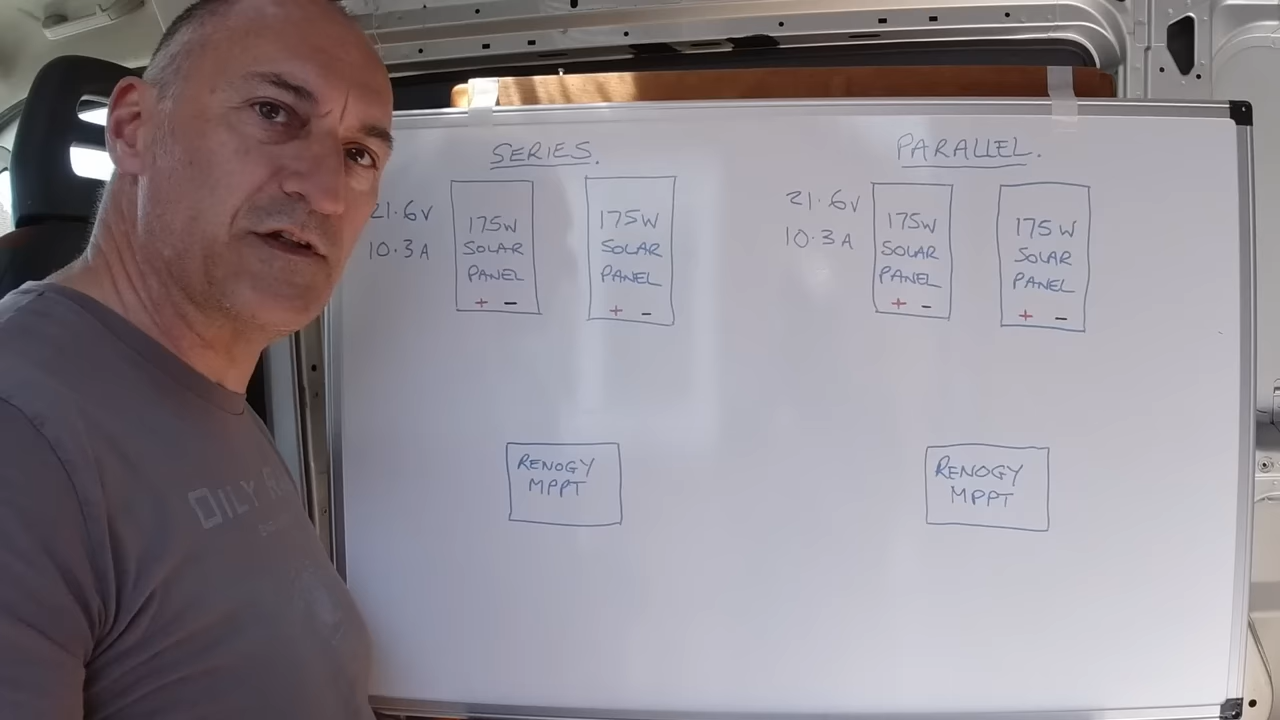 SERIES.
21.6V
10.3A
175W
SOLAR
PANEL
+ -
175W
SOLAR
PANEL
+ -
RENOGY
MPPT
PARALLEL.
21.6V
10.3A
175W
SOLAR
PANEL
+ -
175W
SOLAR
PANEL
+ -
RENOGY
MPPT
OILY